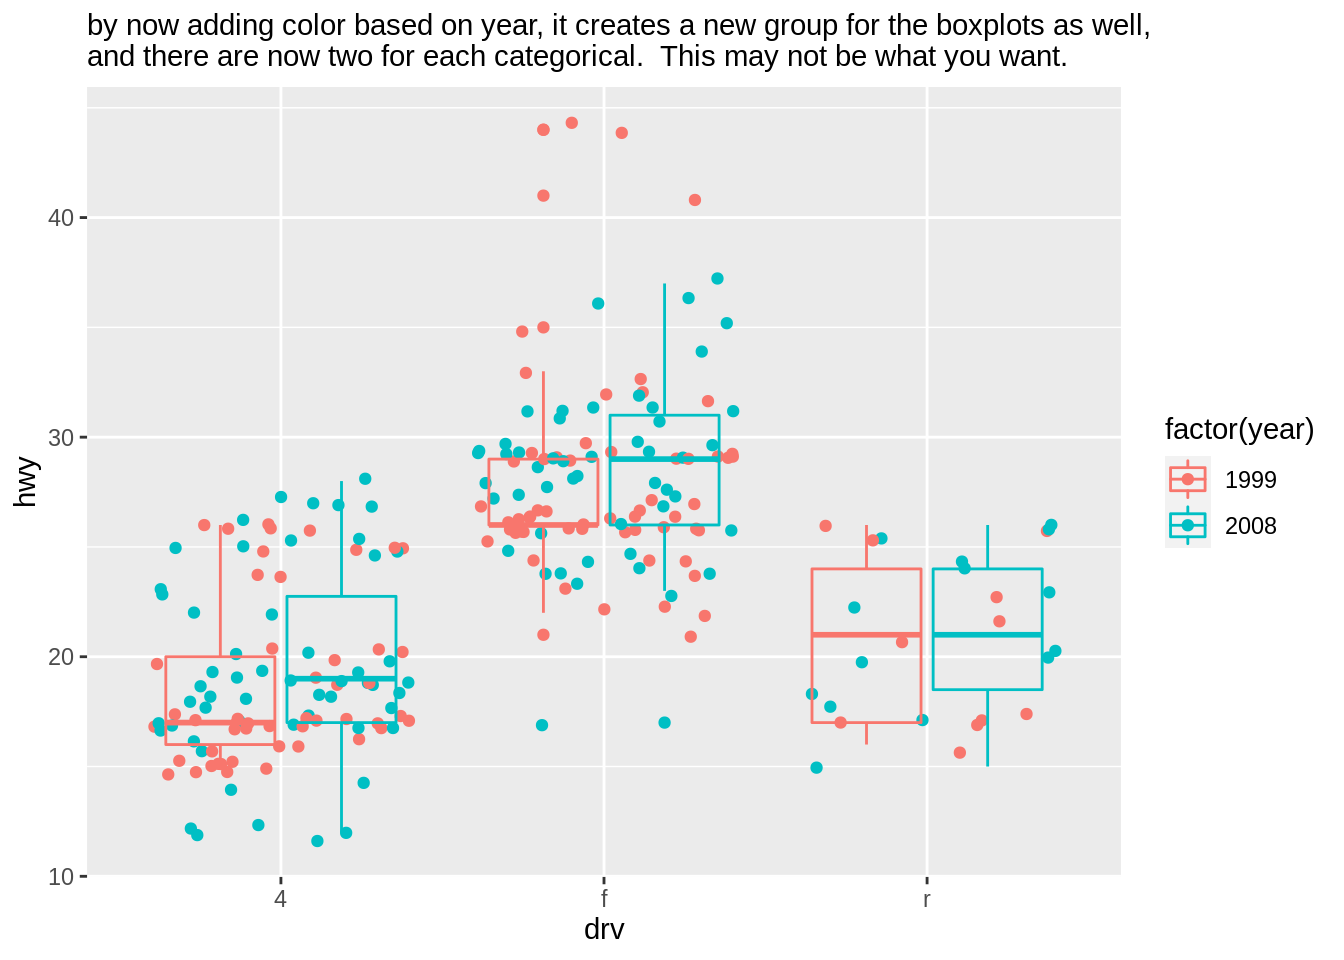 by now adding color based on year, it creates a new group for the boxplots as well,
and there are now two for each categorical.  This may not be what you want.
40
30
20
10
hwy
4 f r
drv
factor(year)
1999
2008